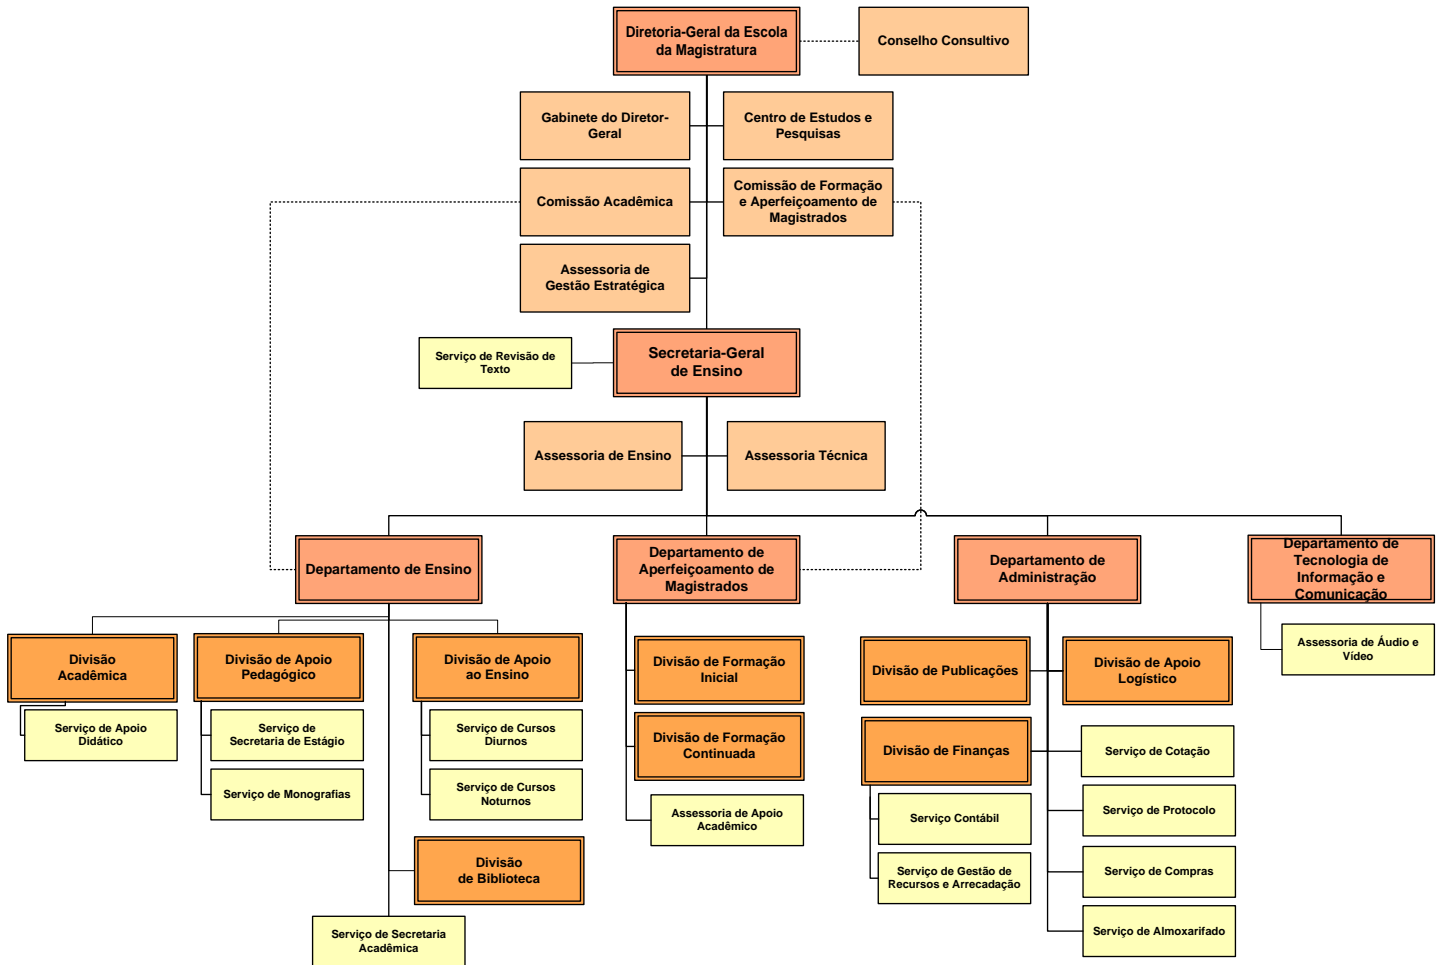 Diretoria-Geral da Escola
da Magistratura
Conselho Consultivo
Gabinete do Diretor-
Geral
Centro de Estudos e
Pesquisas
Comissão Acadêmica
Comissão de Formação
e Aperfeiçoamento de
Magistrados
Assessoria de
Gestão Estratégica
Serviço de Revisão de
Texto
Secretaria-Geral
de Ensino
Assessoria de Ensino
Assessoria Técnica
Departamento de Ensino
Departamento de
Aperfeiçoamento de
Magistrados
Departamento de
Administração
Departamento de
Tecnologia de
Informação e
Comunicação
Divisão
Acadêmica
Divisão de Apoio
Pedagógico
Divisão de Apoio
ao Ensino
Divisão de Formação
Inicial
Divisão de Publicações
Divisão de Apoio
Logístico
Assessoria de Áudio e
Vídeo
Serviço de Apoio
Didático
Serviço de
Secretaria de Estágio
Serviço de Cursos
Diurnos
Divisão de Formação
Continuada
Divisão de Finanças
Serviço de Cotação
Serviço de Monografias
Serviço de Cursos
Noturnos
Assessoria de Apoio
Acadêmico
Serviço Contábil
Serviço de Protocolo
Divisão
de Biblioteca
Serviço de Gestão de
Recursos e Arrecadação
Serviço de Compras
Serviço de Secretaria
Acadêmica
Serviço de Almoxarifado